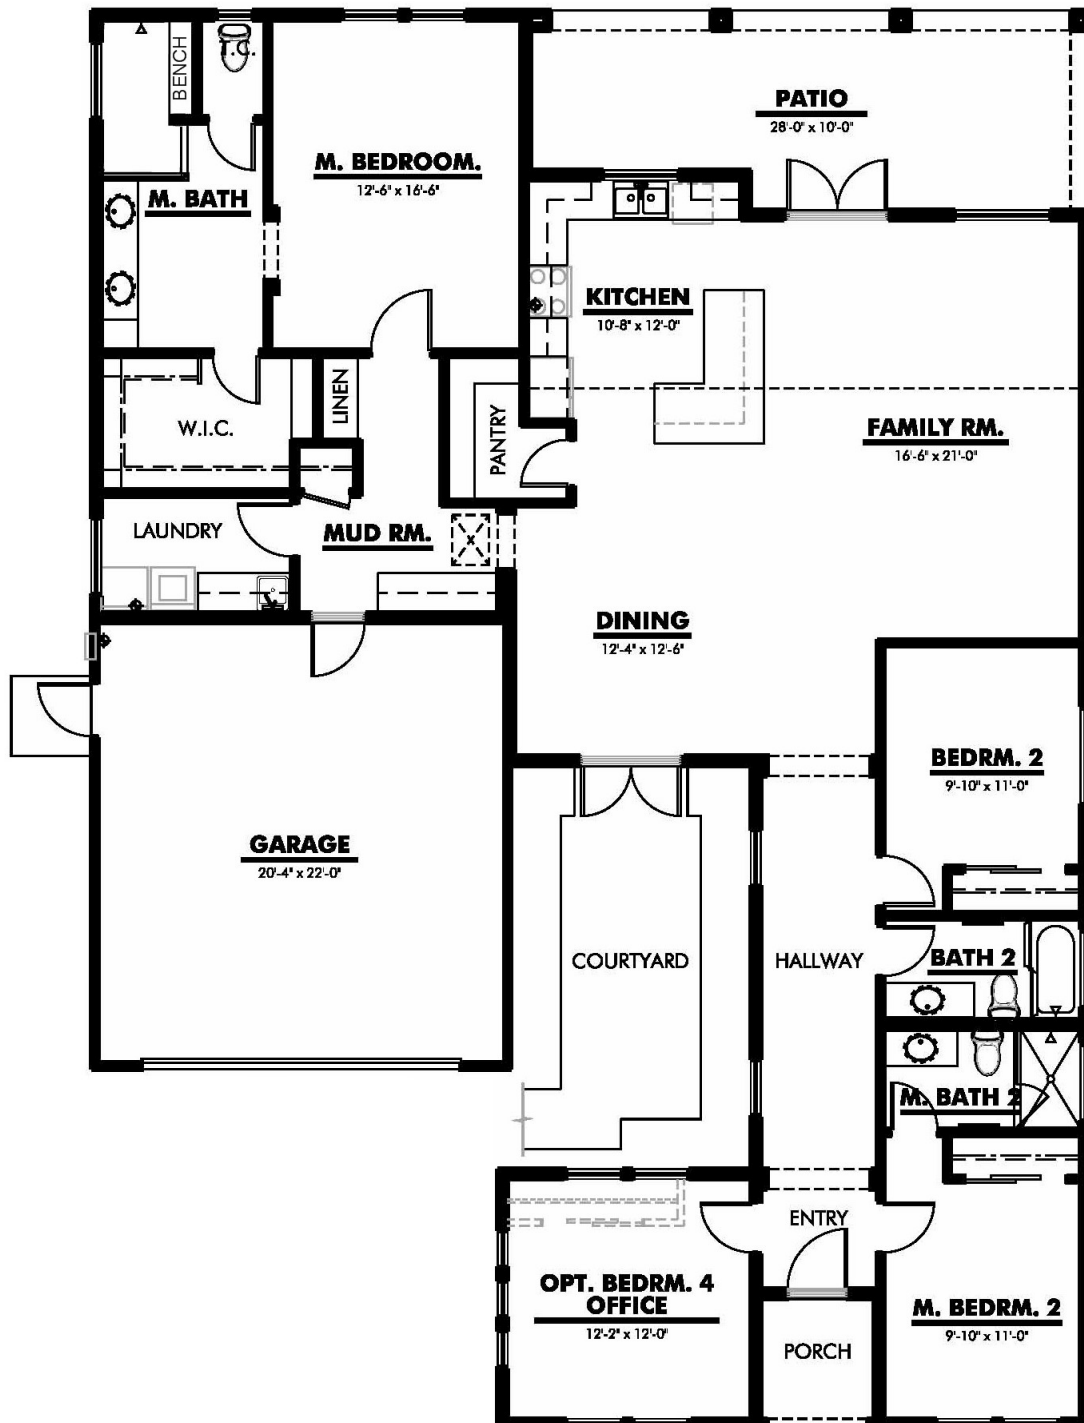 T.C.
BENCH
PATIO
28'-0" x 10'-0"
M. BEDROOM.
12'-6" x 16'-6"
M. BATH
KITCHEN
10'-8" x 12'-0"
LINEN
W.I.C.
PANTRY
FAMILY RM.
16'-6" x 21'-0"
LAUNDRY
MUD RM.
DINING
12'-4" x 12'-6"
BEDRM. 2
9'-10" x 11'-0"
GARAGE
20'-4" x 22'-0"
COURTYARD
HALLWAY
BATH 2
M. BATH 2
ENTRY
OPT. BEDRM. 4
OFFICE
12'-2" x 12'-0"
M. BEDRM. 2
9'-10" x 11'-0"
PORCH